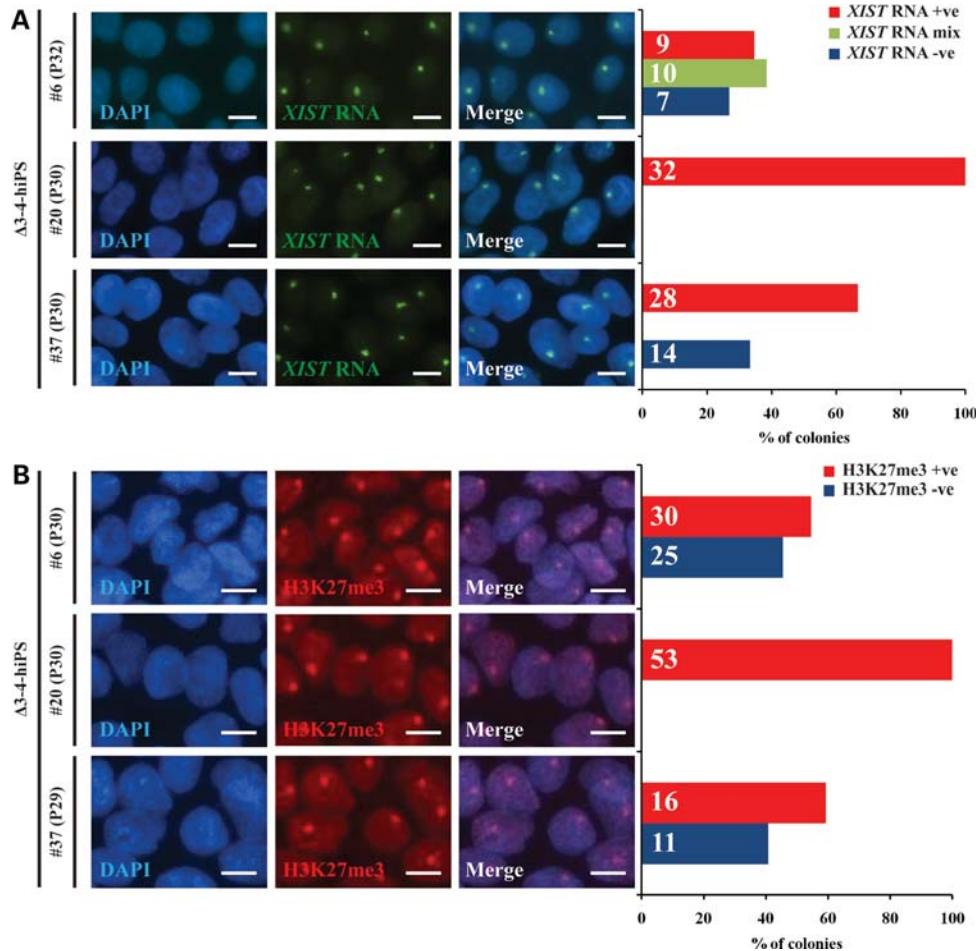 A
Δ3-4-hiPS
#6 (P32)
DAPI
XIST RNA
Merge
#20 (P30)
DAPI
XIST RNA
Merge
#37 (P30)
DAPI
XIST RNA
Merge
XIST RNA +ve
XIST RNA mix
XIST RNA -ve
9
10
7
32
28
14
0 20 40 60 80 100
% of colonies
B
Δ3-4-hiPS
#6 (P30)
DAPI
H3K27me3
Merge
#20 (P30)
DAPI
H3K27me3
Merge
#37 (P29)
DAPI
H3K27me3
Merge
H3K27me3 +ve
H3K27me3 -ve
30
25
53
16
11
0 20 40 60 80 100
% of colonies